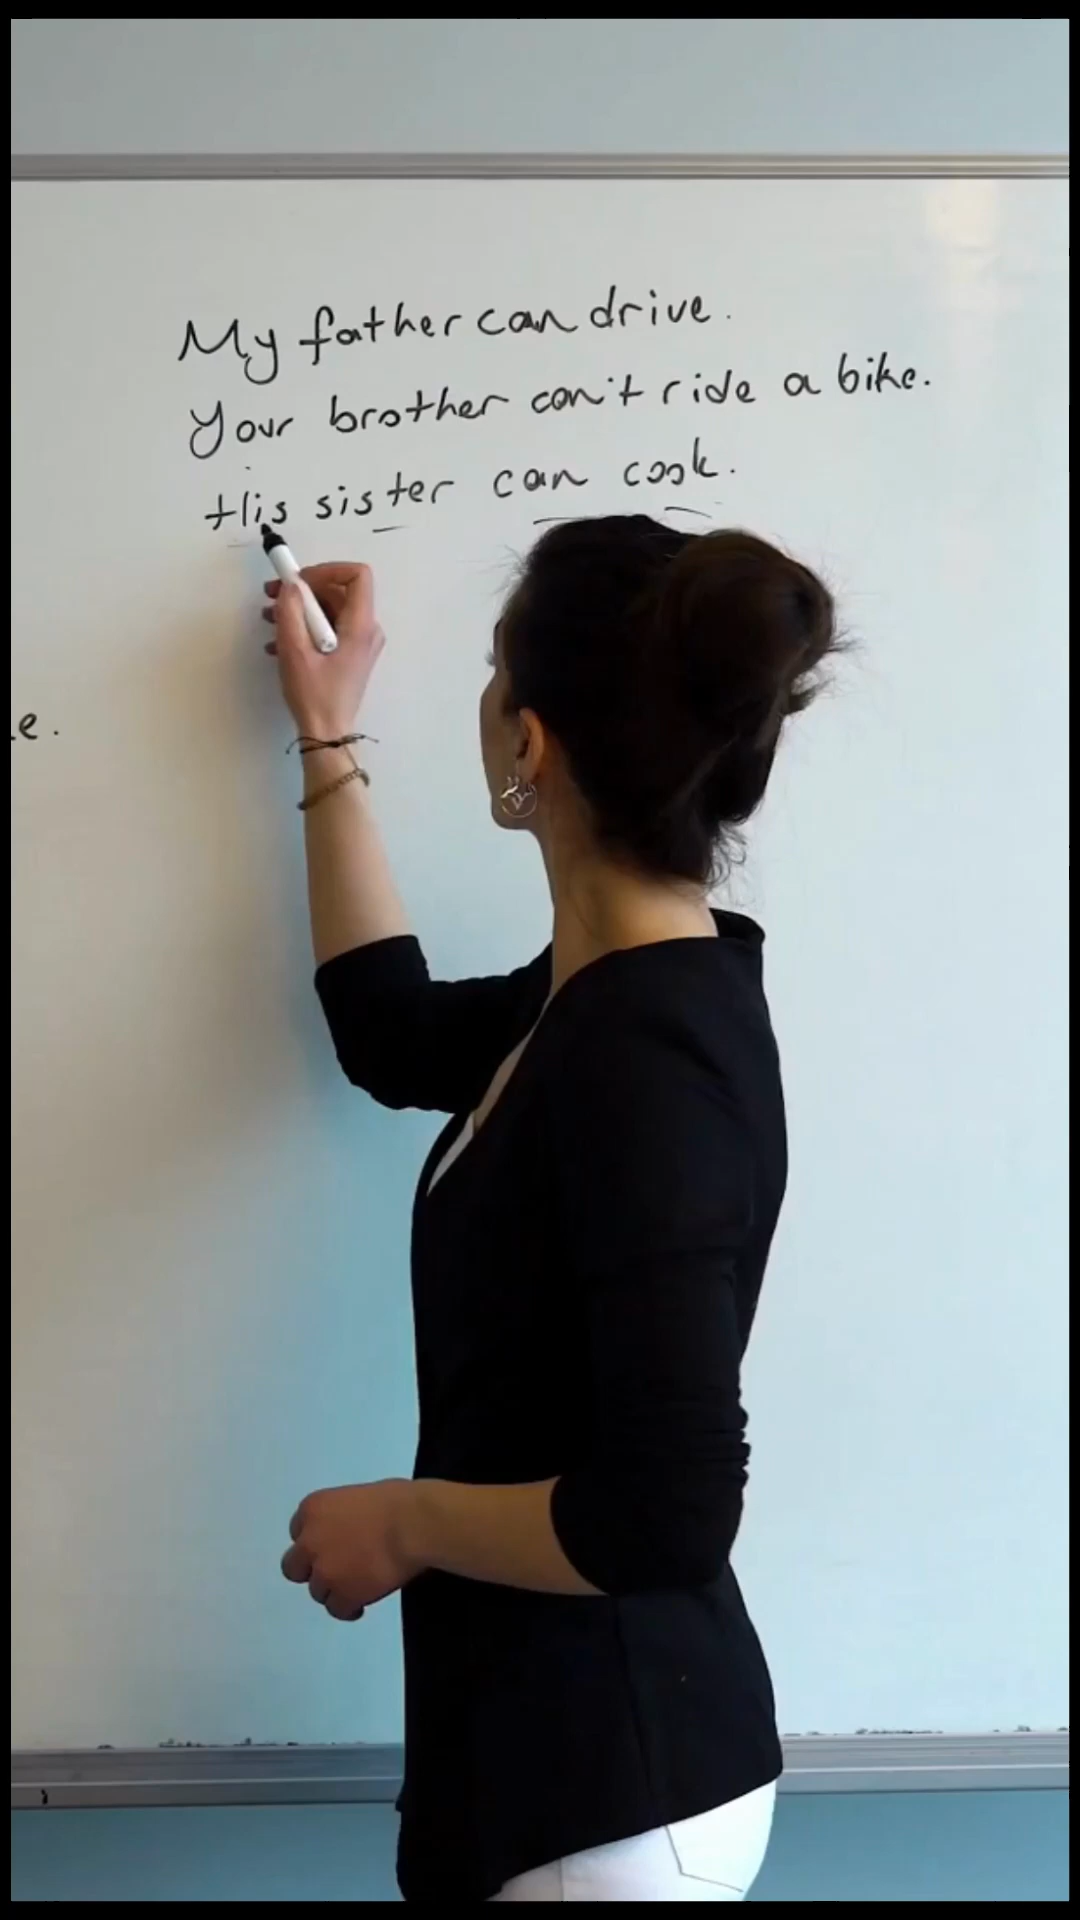 My father can drive.
Your brother can't ride a bike.
His sister can cook.
e.